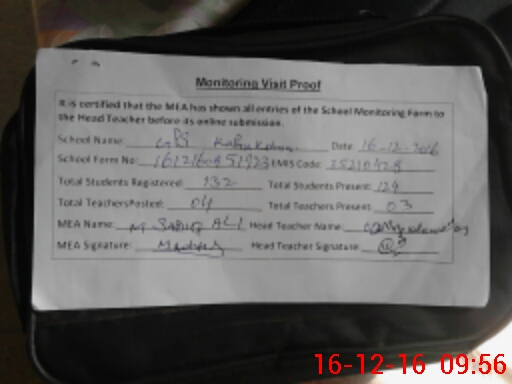 Monitoring Visit Proof
It is certified that the MEA has shown all entries of the School Monitoring Form to
the Head Teacher before its online submission.
School Name: Date: 16-12-2016
School Form No: EMIS Code:
Total Students Registered: 132 Total Students Present: 124
Total Teachers Posted: 04 Total Teachers Present: 03
MEA Name: M. SADIQ ALI Head Teacher Name:
MEA Signature: Head Teacher Signature:
16-12-16 09:56